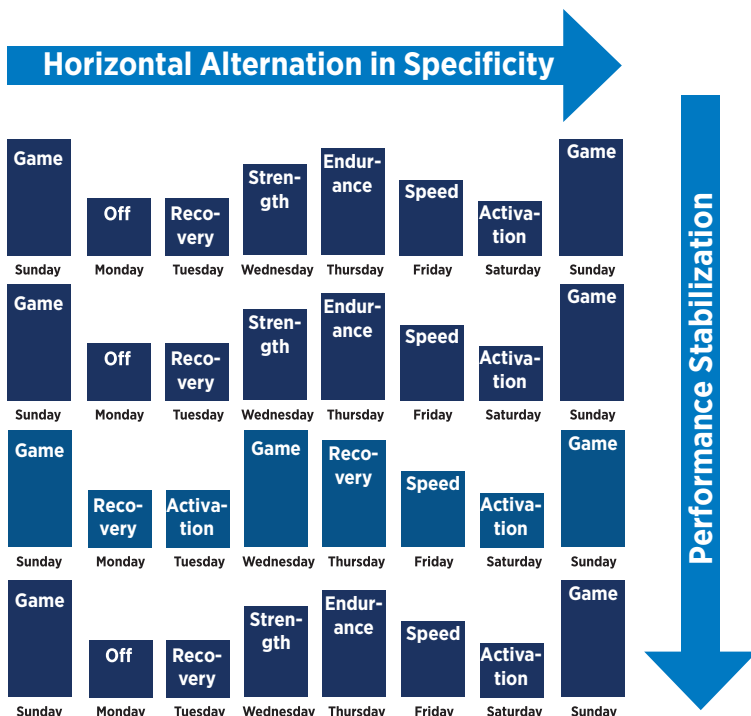 Horizontal Alternation in Specificity
Performance Stabilization
Game
Off
Reco-
very
Stren-
gth
Endur-
ance
Speed
Activa-
tion
Game
Sunday Monday Tuesday Wednesday Thursday Friday Saturday Sunday
Game
Off
Reco-
very
Stren-
gth
Endur-
ance
Speed
Activa-
tion
Game
Sunday Monday Tuesday Wednesday Thursday Friday Saturday Sunday
Game
Reco-
very
Activa-
tion
Game
Reco-
very
Speed
Activa-
tion
Game
Sunday Monday Tuesday Wednesday Thursday Friday Saturday Sunday
Game
Off
Reco-
very
Stren-
gth
Endur-
ance
Speed
Activa-
tion
Game
Sunday Monday Tuesday Wednesday Thursday Friday Saturday Sunday